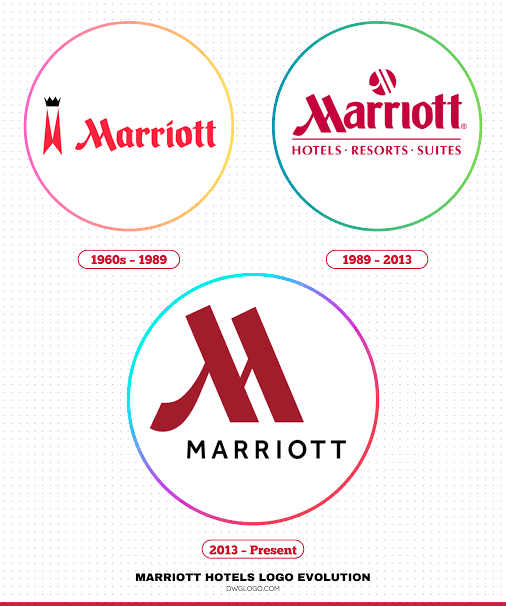 Marriott
Marriott®
HOTELS · RESORTS · SUITES
1960s – 1989
1989 – 2013
MARRIOTT
2013 – Present
MARRIOTT HOTELS LOGO EVOLUTION
DWGLOGO.COM